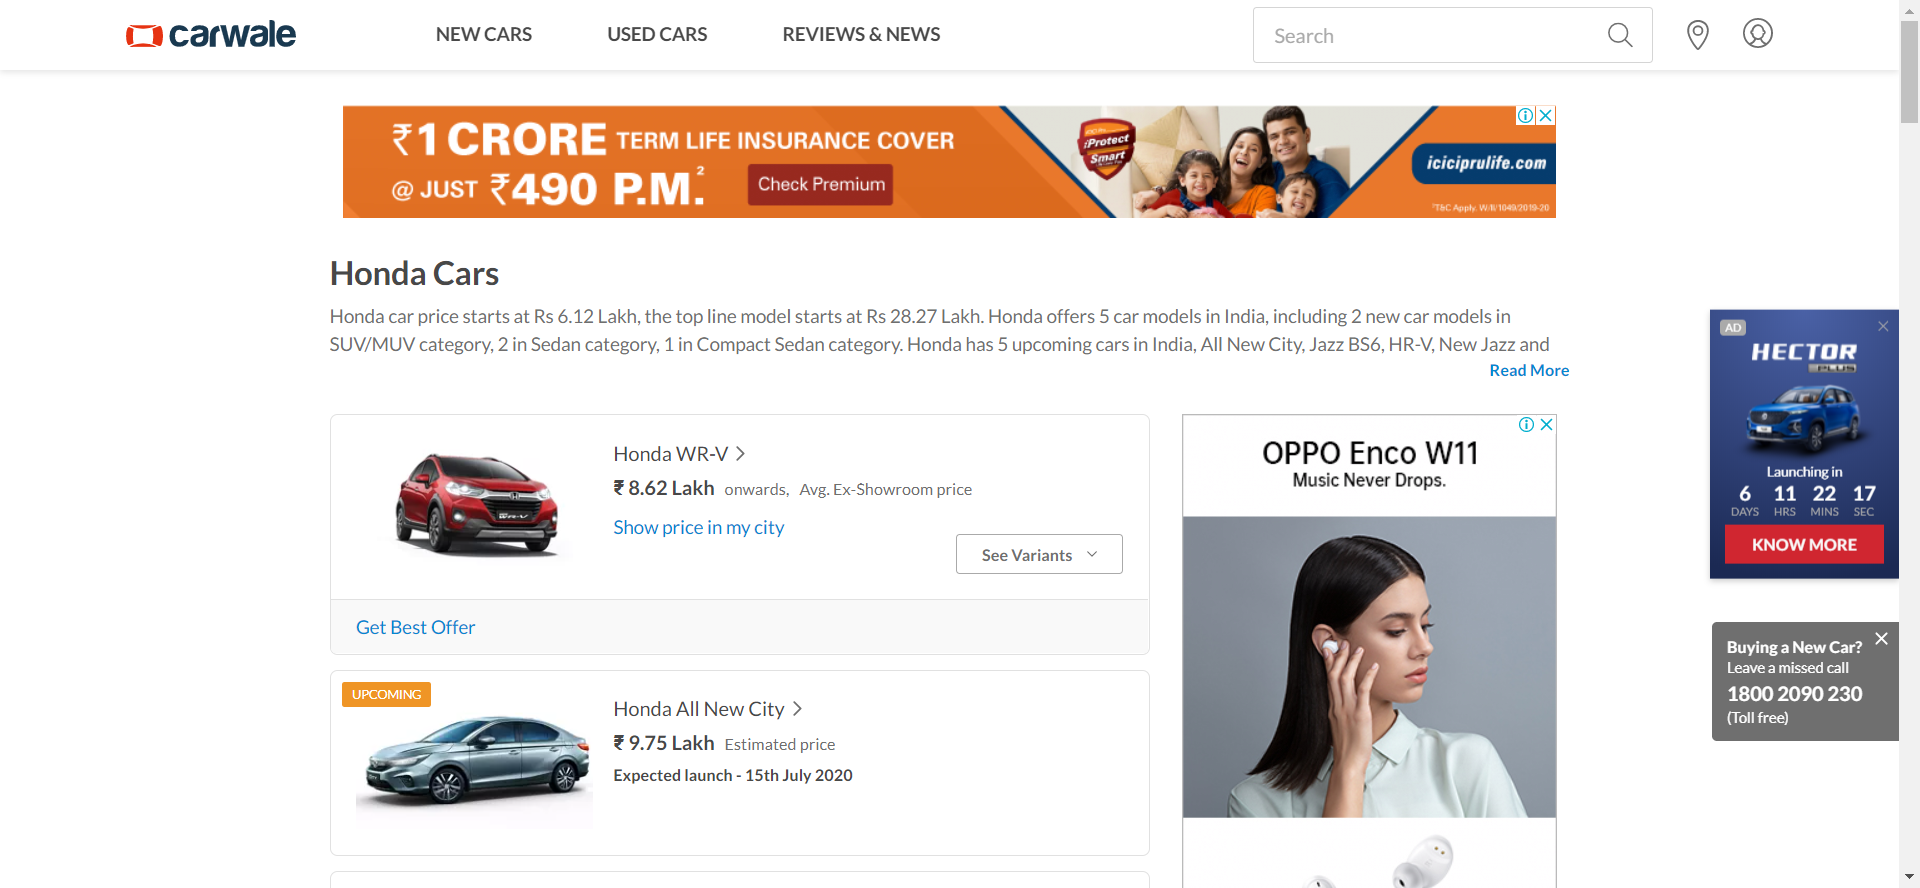 carwale
NEW CARS
USED CARS
REVIEWS & NEWS
Search
₹1 CRORE TERM LIFE INSURANCE COVER
@ JUST ₹490 P.M.2
Check Premium
iProtect
Smart
iciciprulife.com
T&C Apply. W/II/1049/2019-20
Honda Cars
Honda car price starts at Rs 6.12 Lakh, the top line model starts at Rs 28.27 Lakh. Honda offers 5 car models in India, including 2 new car models in
SUV/MUV category, 2 in Sedan category, 1 in Compact Sedan category. Honda has 5 upcoming cars in India, All New City, Jazz BS6, HR-V, New Jazz and
Read More
Honda WR-V
₹ 8.62 Lakh onwards, Avg. Ex-Showroom price
Show price in my city
See Variants
Get Best Offer
UPCOMING
Honda All New City
₹ 9.75 Lakh Estimated price
Expected launch - 15th July 2020
OPPO Enco W11
Music Never Drops.
AD
HECTOR
PLUS
Launching in
6 11 22 17
DAYS HRS MINS SEC
KNOW MORE
Buying a New Car?
Leave a missed call
1800 2090 230
(Toll free)